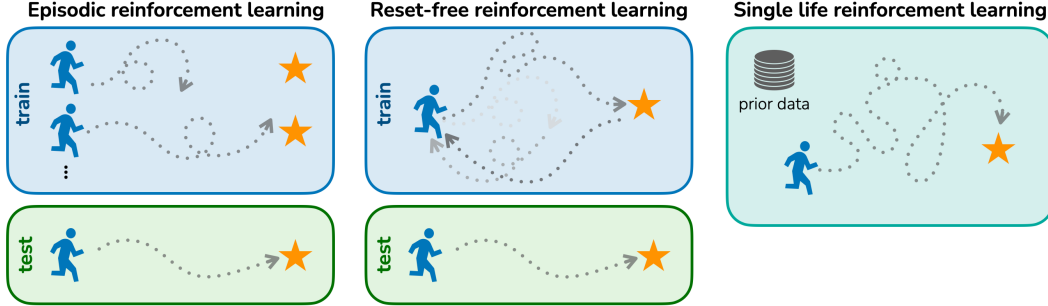 Episodic reinforcement learning
train
...
test
Reset-free reinforcement learning
train
test
Single life reinforcement learning
prior data